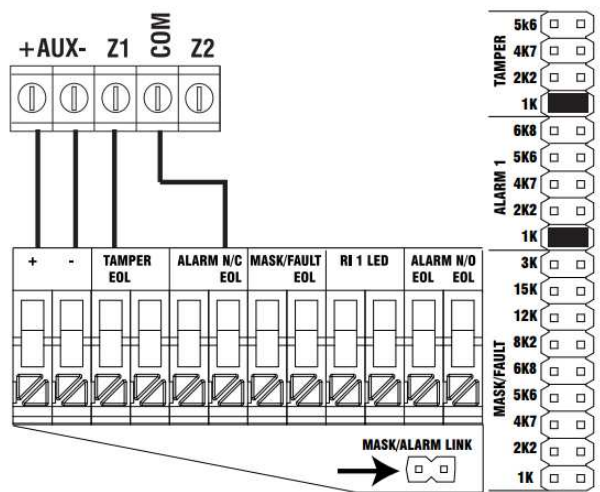 +AUX- Z1 COM Z2
+ - TAMPER ALARM N/C MASK/FAULT RI 1 LED ALARM N/O
EOL EOL EOL EOL EOL
MASK/ALARM LINK
TAMPER
5k6
4K7
2K2
1K
ALARM 1
6K8
5K6
4K7
2K2
1K
MASK/FAULT
3K
15K
12K
8K2
6K8
5K6
4K7
2K2
1K